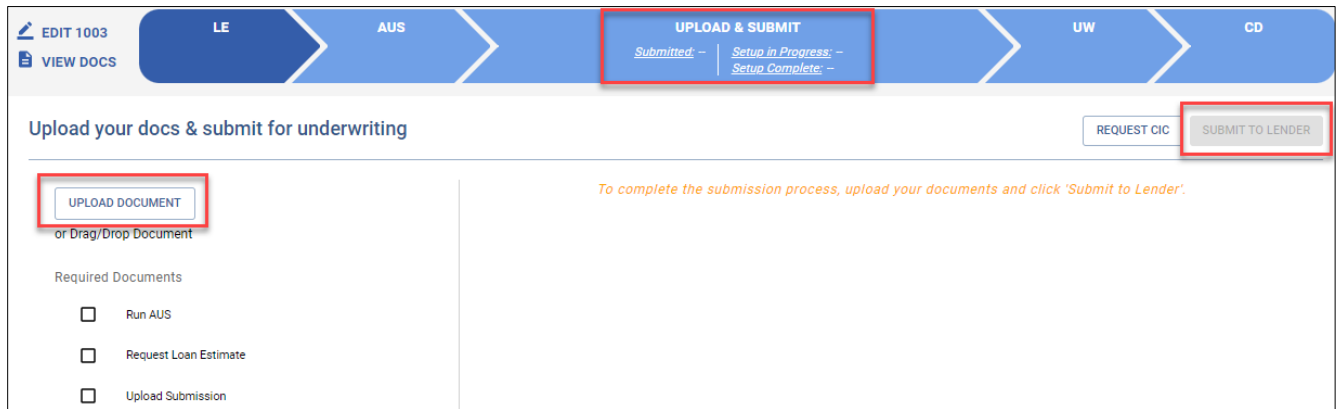 EDIT 1003
VIEW DOCS
LE
AUS
UPLOAD & SUBMIT
Submitted: –
Setup in Progress: –
Setup Complete: –
UW
CD
Upload your docs & submit for underwriting
REQUEST CIC
SUBMIT TO LENDER
UPLOAD DOCUMENT
or Drag/Drop Document
To complete the submission process, upload your documents and click 'Submit to Lender'.
Required Documents
Run AUS
Request Loan Estimate
Upload Submission